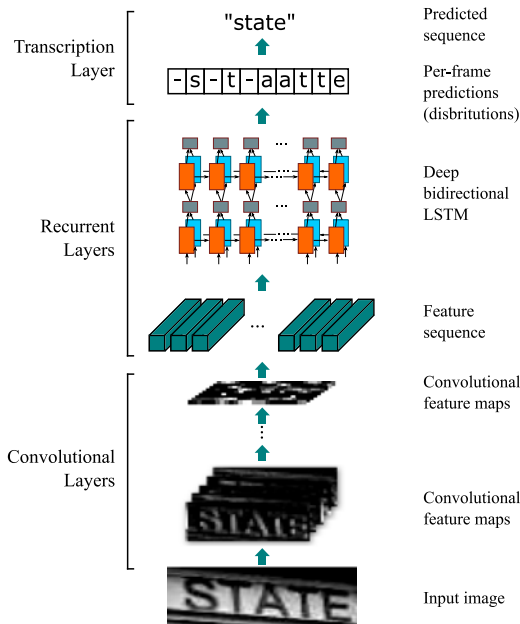 "state"
Predicted
sequence
Transcription
Layer
-s-t-aatte
Per-frame
predictions
(disbritutions)
Deep
bidirectional
LSTM
Recurrent
Layers
Feature
sequence
Convolutional
feature maps
Convolutional
Layers
STATE
Convolutional
feature maps
STATE
Input image